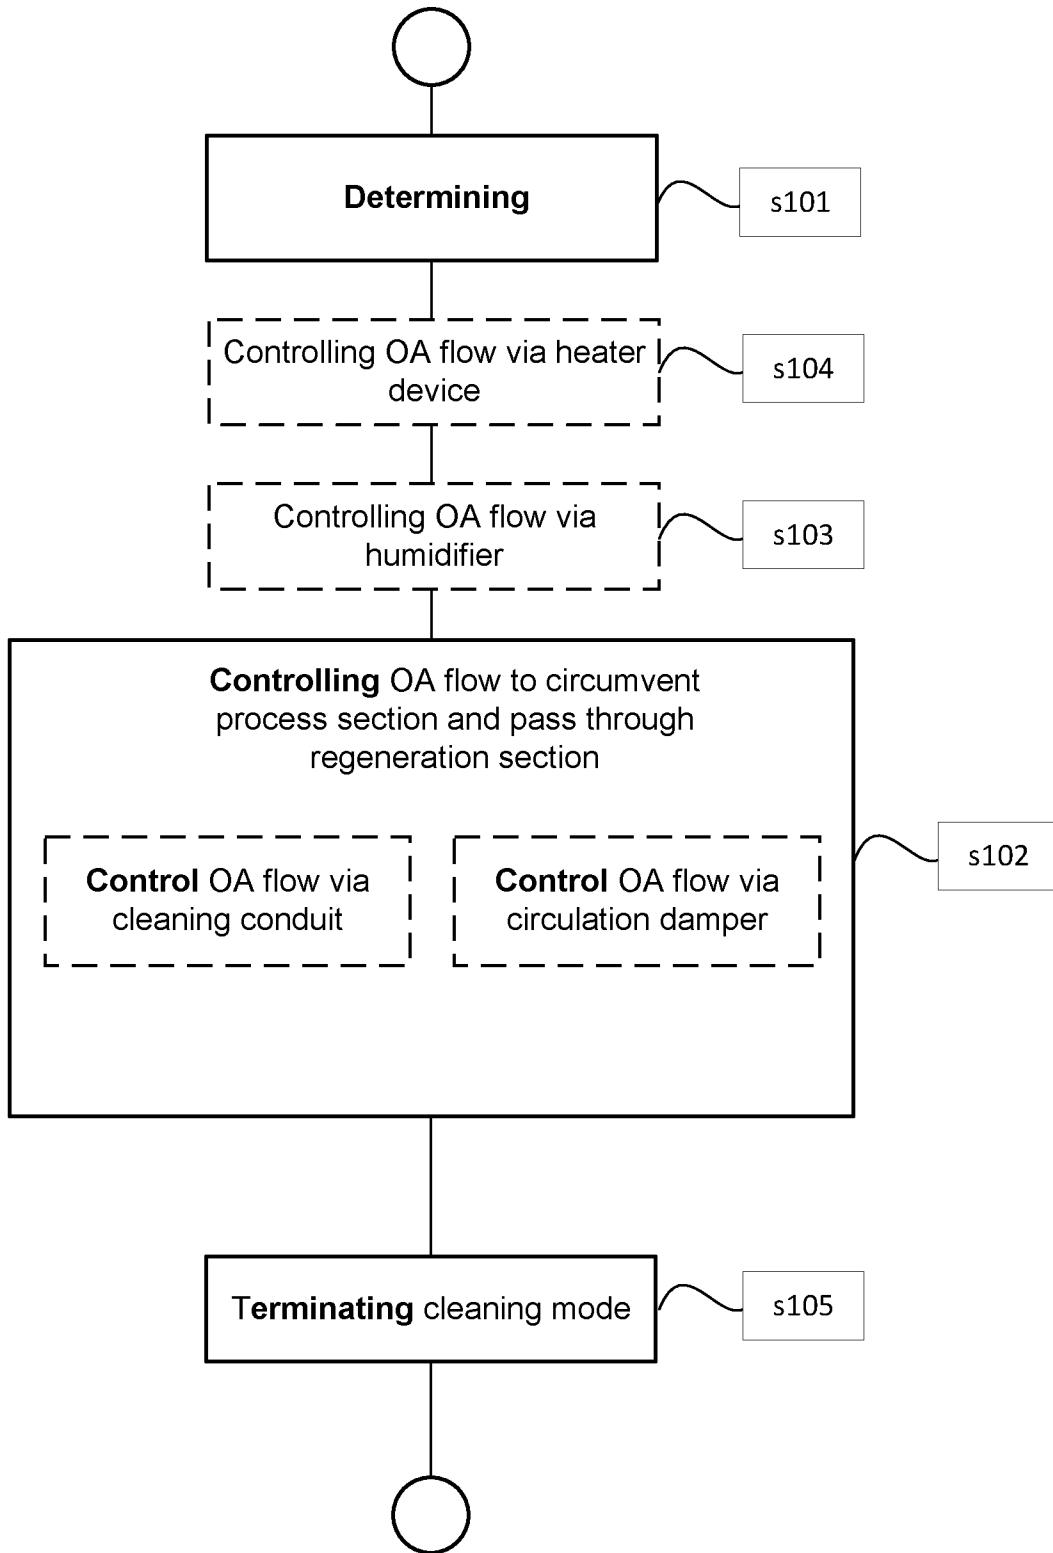 Determining
s101
Controlling OA flow via heater
device
s104
Controlling OA flow via
humidifier
s103
Controlling OA flow to circumvent
process section and pass through
regeneration section
Control OA flow via
cleaning conduit
Control OA flow via
circulation damper
s102
Terminating cleaning mode
s105